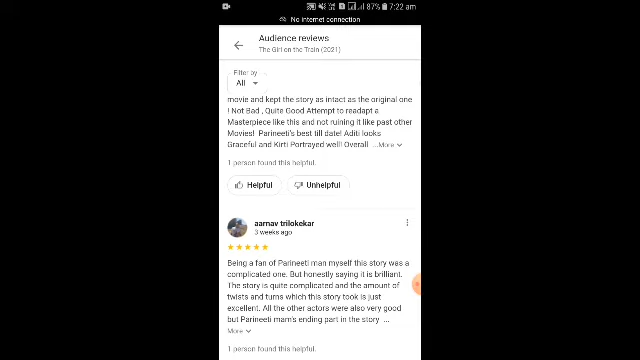 87% 7:22 am
No internet connection
Audience reviews
The Girl on the Train (2021)
Filter by
All
movie and kept the story as intact as the original one
! Not Bad , Quite Good Attempt to readapt a
Masterpiece like this and not ruining it like past other
Movies!  Parineeti's best till date! Aditi looks
Graceful and Kirti Portrayed well! Overall ...More
1 person found this helpful.
Helpful
Unhelpful
aarnav trilokekar
3 weeks ago
Being a fan of Parineeti mam myself this story was a
complicated one. But honestly saying it is brilliant.
The story is quite complicated and the amount of
twists and turns which this story took is just
excellent. All the other actors were also very good
but Parineeti mam's ending part in the story ...
More
1 person found this helpful.